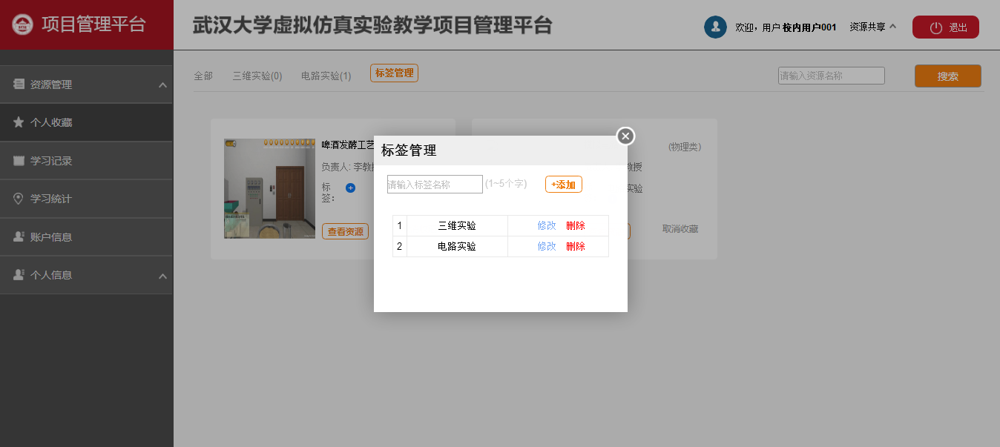 项目管理平台
武汉大学虚拟仿真实验教学项目管理平台
欢迎，用户 校内用户001 资源共享 退出
资源管理
个人收藏
学习记录
学习统计
账户信息
个人信息
全部 三维实验(0) 电路实验(1) 标签管理 请输入资源名称 搜索
啤酒发酵工艺
负责人: 李教
标
签：
查看资源
(物理类)
教授
实验
取消收藏
标签管理
请输入标签名称 (1~5个字) +添加
1 三维实验 修改 删除
2 电路实验 修改 删除